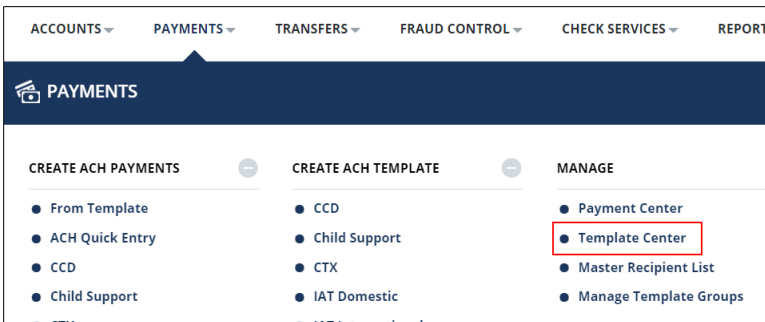 ACCOUNTS PAYMENTS TRANSFERS FRAUD CONTROL CHECK SERVICES REPORT
PAYMENTS
CREATE ACH PAYMENTS
From Template
ACH Quick Entry
CCD
Child Support
CREATE ACH TEMPLATE
CCD
Child Support
CTX
IAT Domestic
MANAGE
Payment Center
Template Center
Master Recipient List
Manage Template Groups